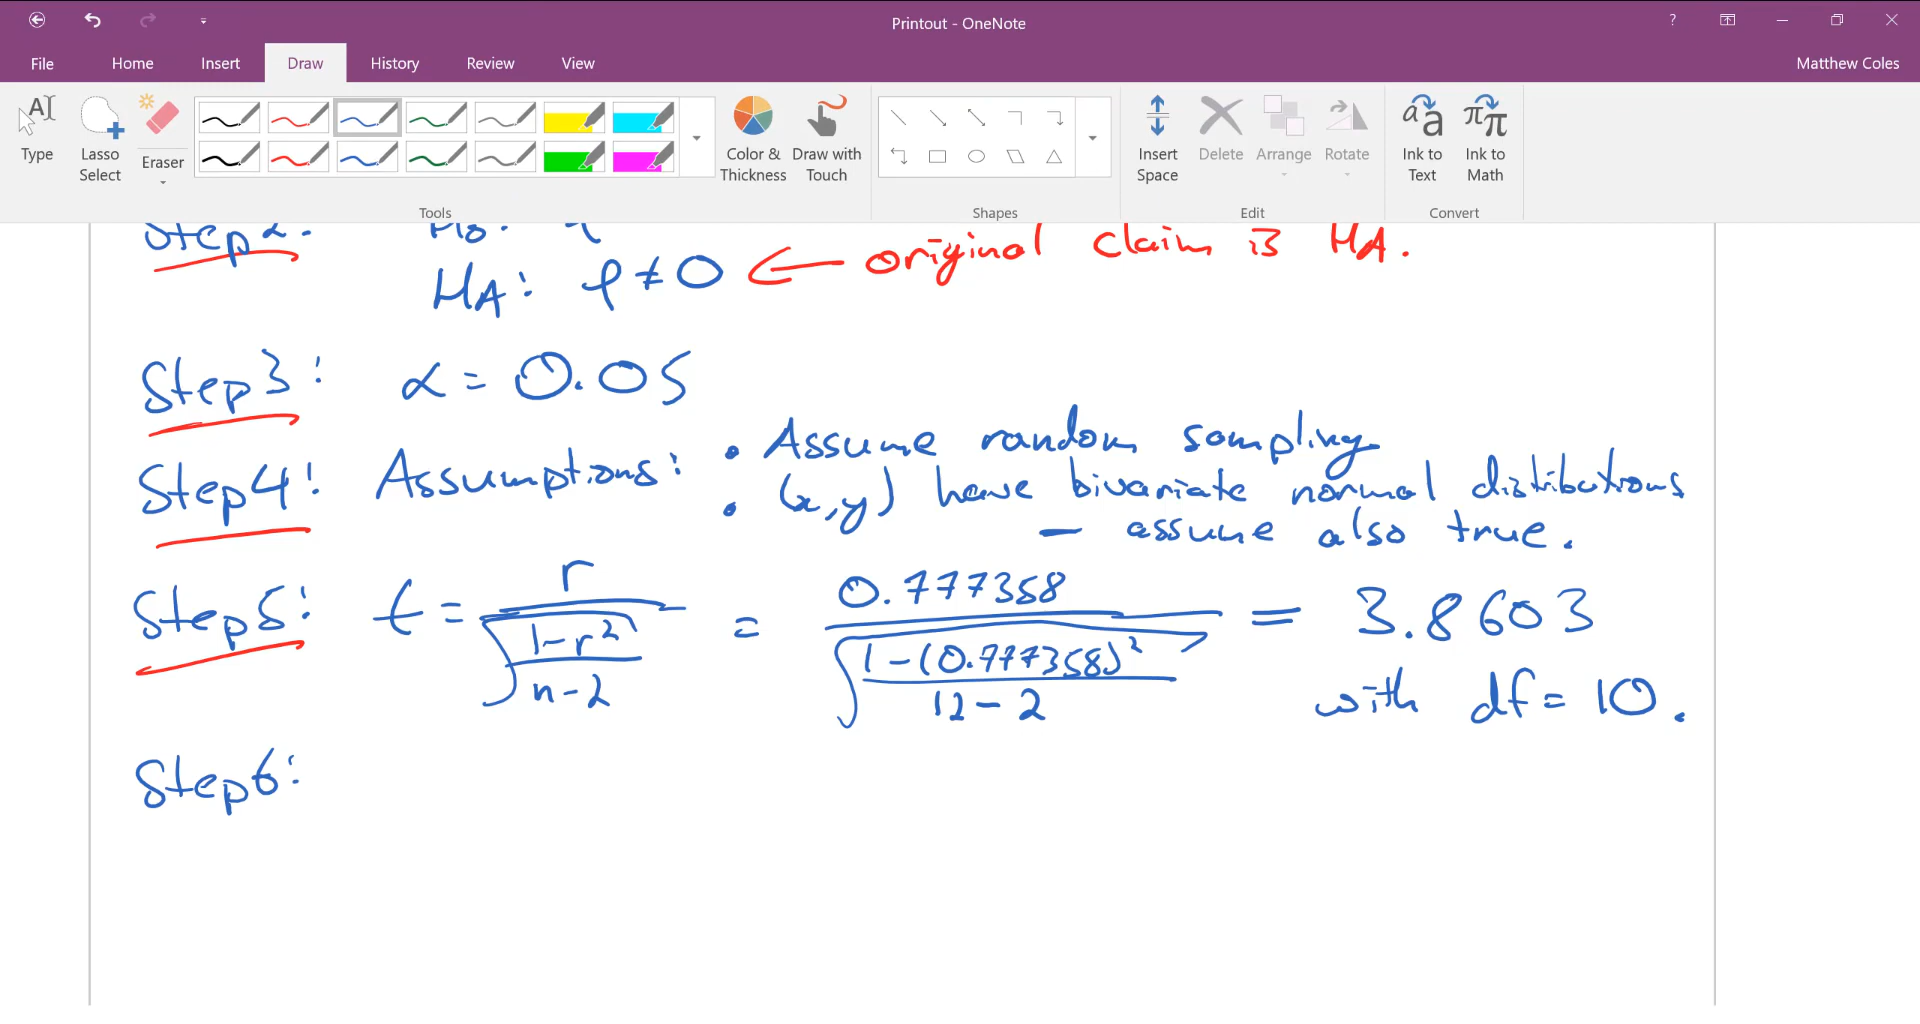 Printout - OneNote
?
File Home Insert Draw History Review View Matthew Coles
Type Lasso Select Eraser Color & Thickness Draw with Touch Insert Space Delete Arrange Rotate Ink to Text Ink to Math
Tools Shapes Edit Convert
Step2: original claim is HA.
HA: ρ ≠ 0
Step3: α = 0.05
Step4: Assumptions: • Assume random sampling
• (x,y) have bivariate normal distributions
— assume also true.
Step5: t = r / √((1-r²)/(n-2)) = 0.777358 / √((1-(0.777358)²)/(12-2)) = 3.8603
with df = 10.
Step6: